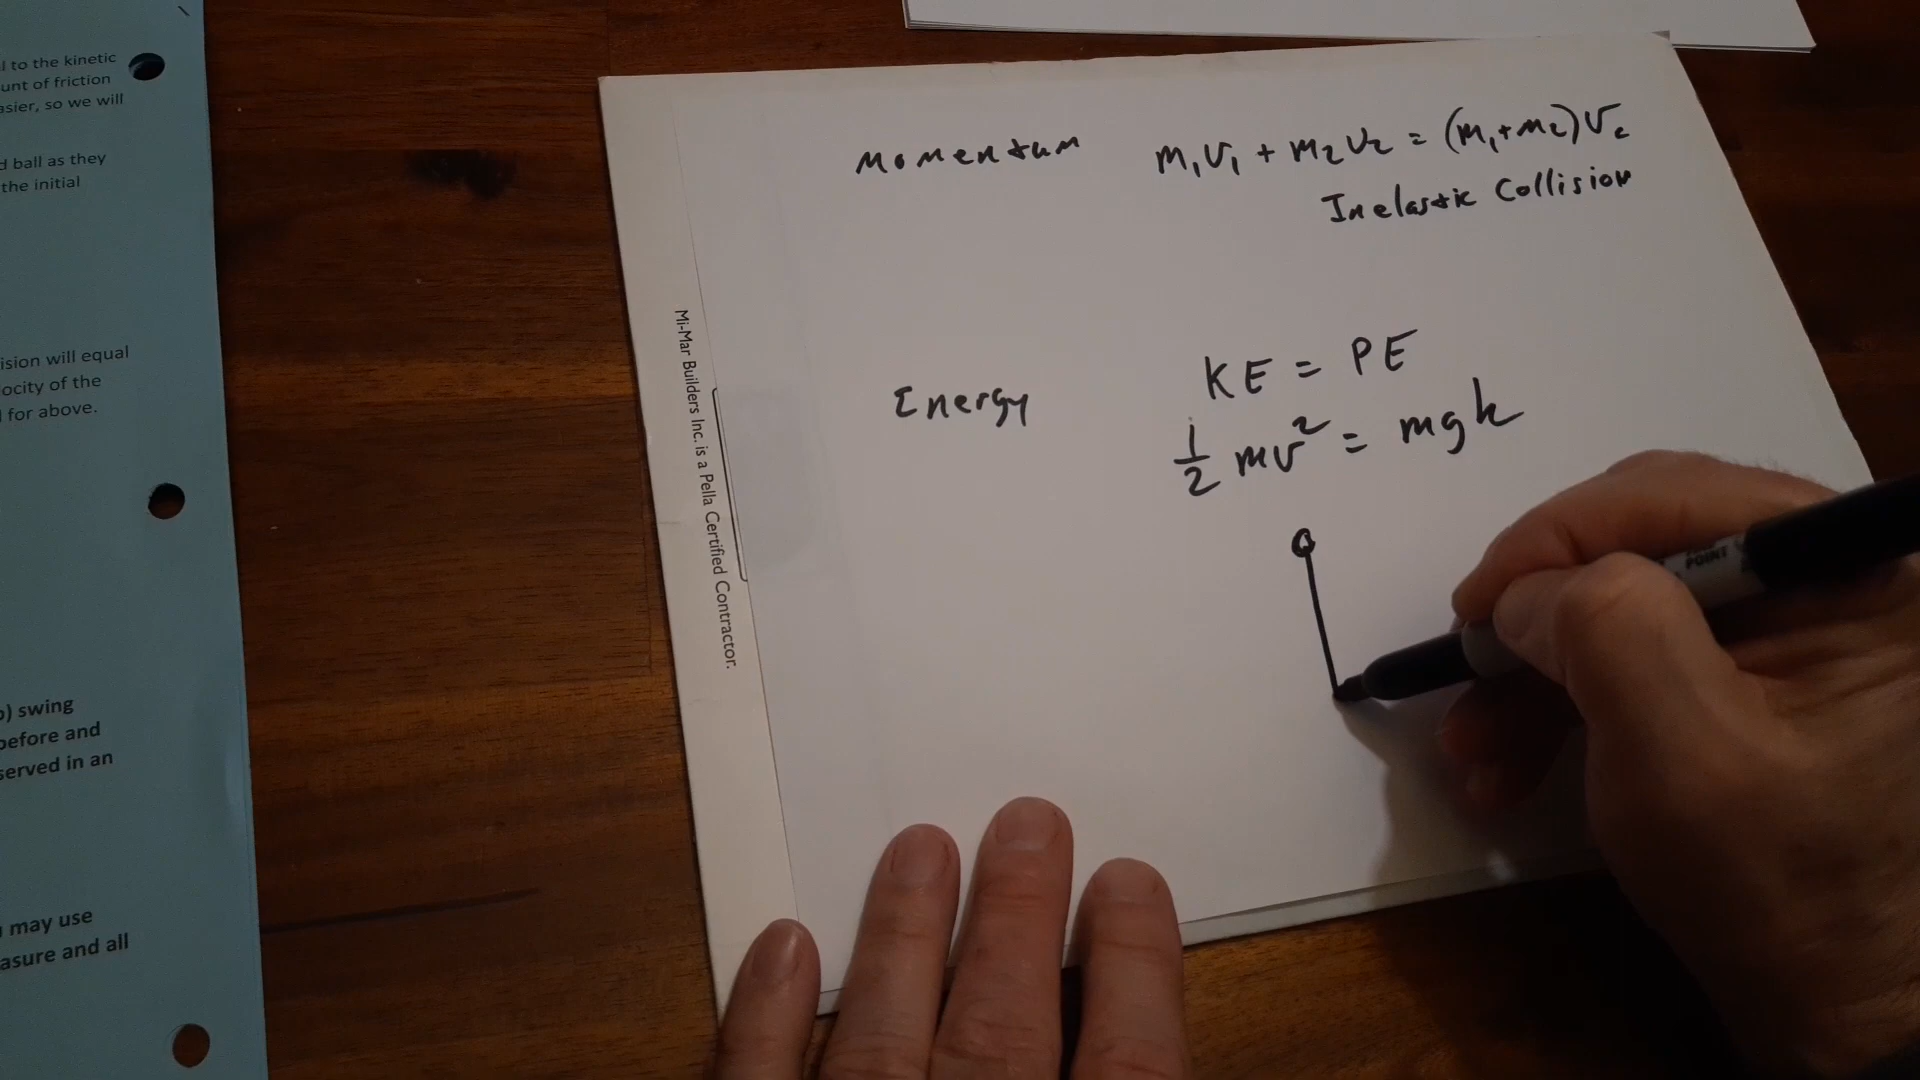 l to the kinetic
unt of friction
asier, so we will
d ball as they
the initial
ision will equal
ocity of the
for above.
) swing
before and
served in an
may use
asure and all
Mi-Mar Builders Inc. is a Pella Certified Contractor.
Momentum m₁v₁ + m₂v₂ = (m₁+m₂)v_c
Inelastic Collision
KE = PE
Energy
½ mv² = mgh
POINT